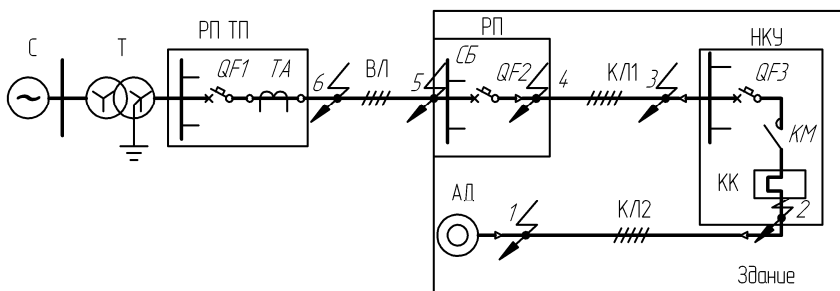 РП
С
Т
РП ТП
НКУ
QF1
ТА
6
ВЛ
5
СБ
QF2
4
КЛ1
3
QF3
КМ
КК
АД
1
КЛ2
2
Здание